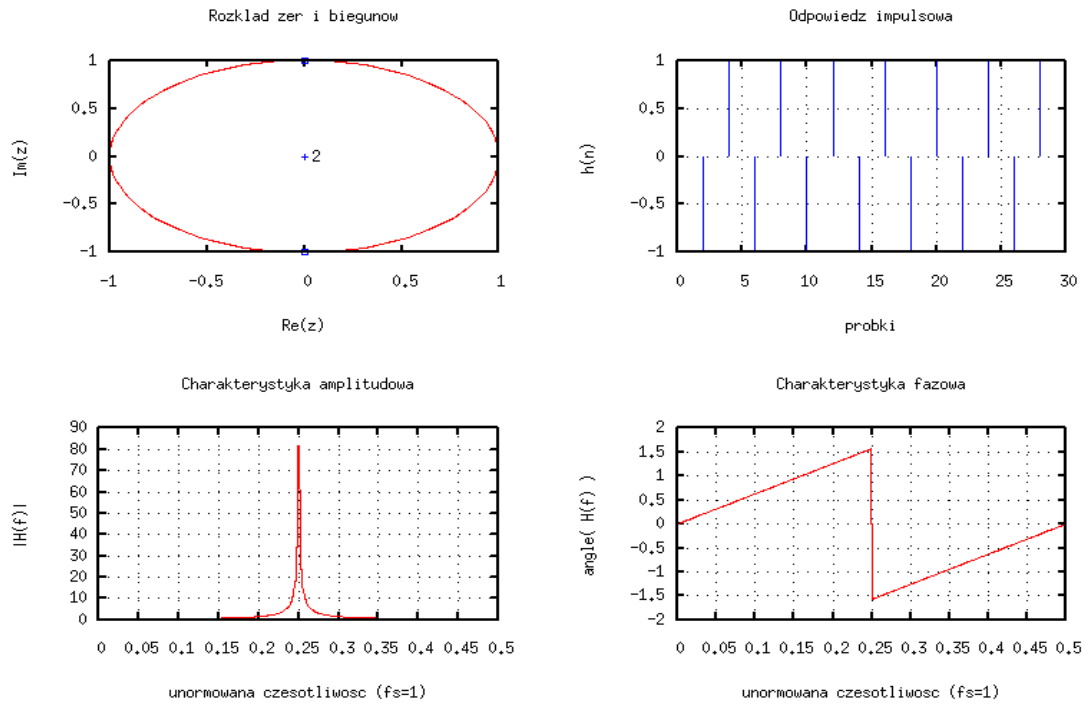 Rozklad zer i biegunow
Im(z)
1
0.5
0
-0.5
-1
2
-1 -0.5 0 0.5 1
Re(z)
Odpowiedz impulsowa
h(n)
1
0.5
0
-0.5
-1
0 5 10 15 20 25 30
probki
Charakterystyka amplitudowa
|H(f)|
90
80
70
60
50
40
30
20
10
0
0 0.05 0.1 0.15 0.2 0.25 0.3 0.35 0.4 0.45 0.5
unormowana czesotliwosc (fs=1)
Charakterystyka fazowa
angle( H(f) )
2
1.5
1
0.5
0
-0.5
-1
-1.5
-2
0 0.05 0.1 0.15 0.2 0.25 0.3 0.35 0.4 0.45 0.5
unormowana czesotliwosc (fs=1)